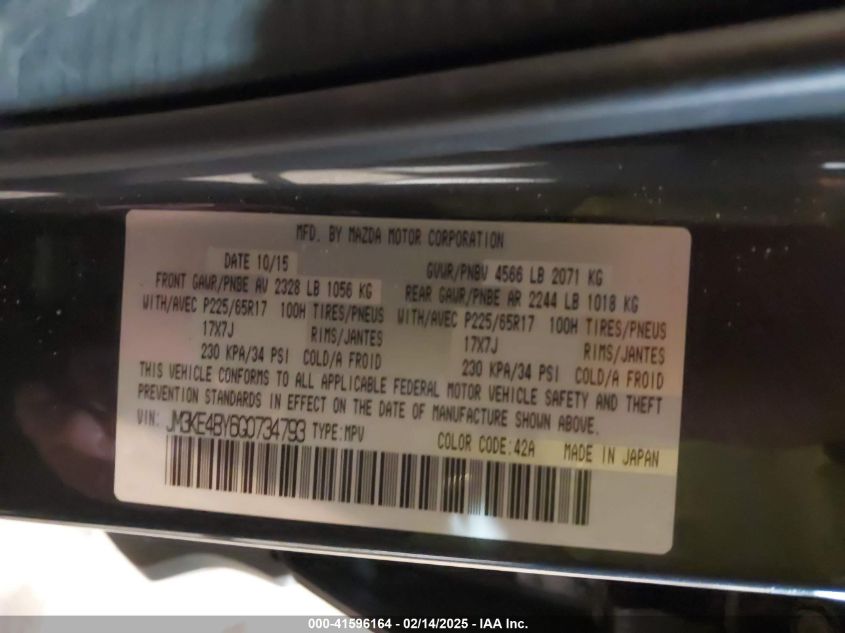 MFD. BY MAZDA MOTOR CORPORATION
DATE 10/15 GVWR/PNBV 4566 LB 2071 KG
FRONT GAWR/PNBE AV 2328 LB 1056 KG REAR GAWR/PNBE AR 2244 LB 1018 KG
WITH/AVEC P225/65R17 100H TIRES/PNEUS WITH/AVEC P225/65R17 100H TIRES/PNEUS
17X7J RIMS/JANTES 17X7J RIMS/JANTES
230 KPA/34 PSI COLD/A FROID 230 KPA/34 PSI COLD/A FROID
THIS VEHICLE CONFORMS TO ALL APPLICABLE FEDERAL MOTOR VEHICLE SAFETY AND THEFT
PREVENTION STANDARDS IN EFFECT ON THE DATE OF MANUFACTURE SHOWN ABOVE.
VIN: JM3KE4BY6G0734793 TYPE:MPV COLOR CODE:42A MADE IN JAPAN
000-41596164 - 02/14/2025 - IAA Inc.